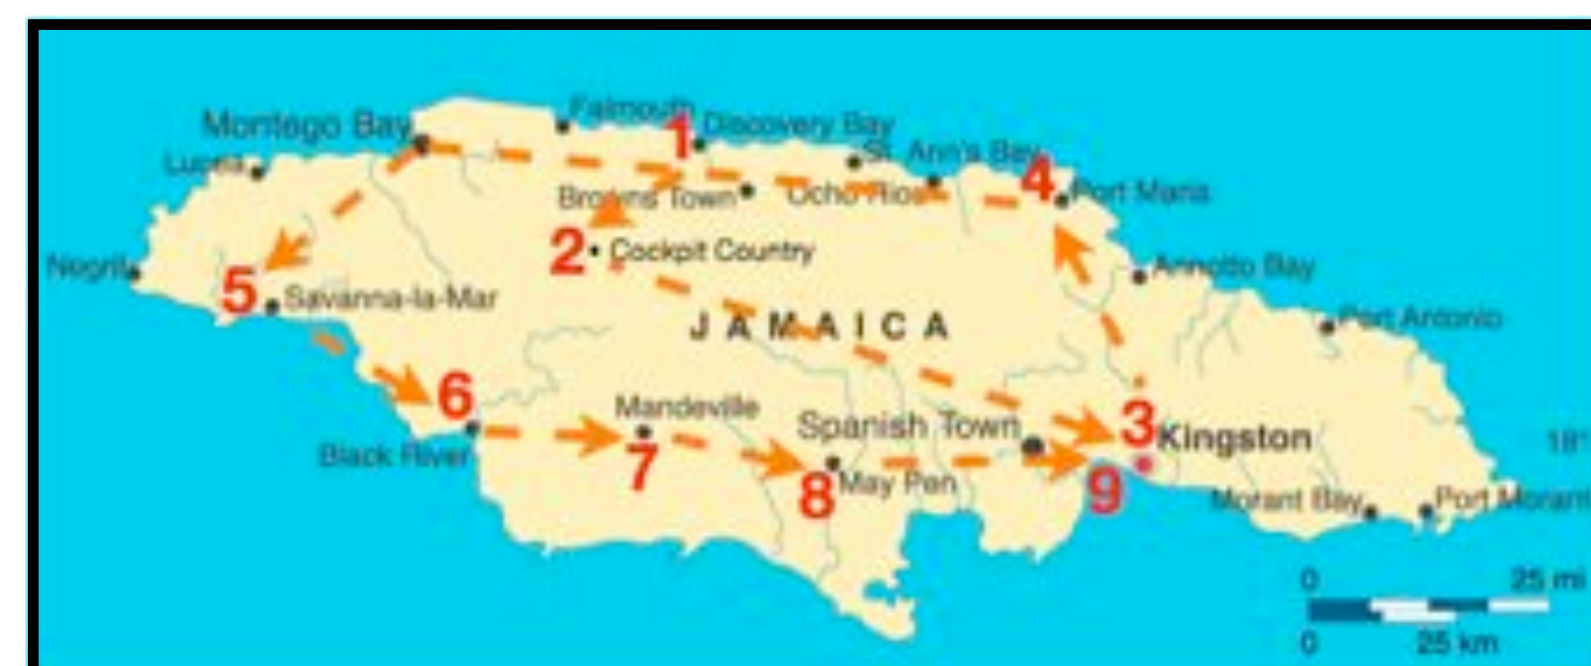 Falmouth
Montego Bay
1
Discovery Bay
Lucea
St. Ann's Bay
4
Port Maria
Browns Town
Ocho Rios
2
Cockpit Country
Negril
Annotto Bay
5
Savanna-la-Mar
JAMAICA
Port Antonio
6
Mandeville
Spanish Town
3
Kingston
18°
Black River
7
8
May Pen
9
Morant Bay
Port Morant
0 25 mi
0 25 km